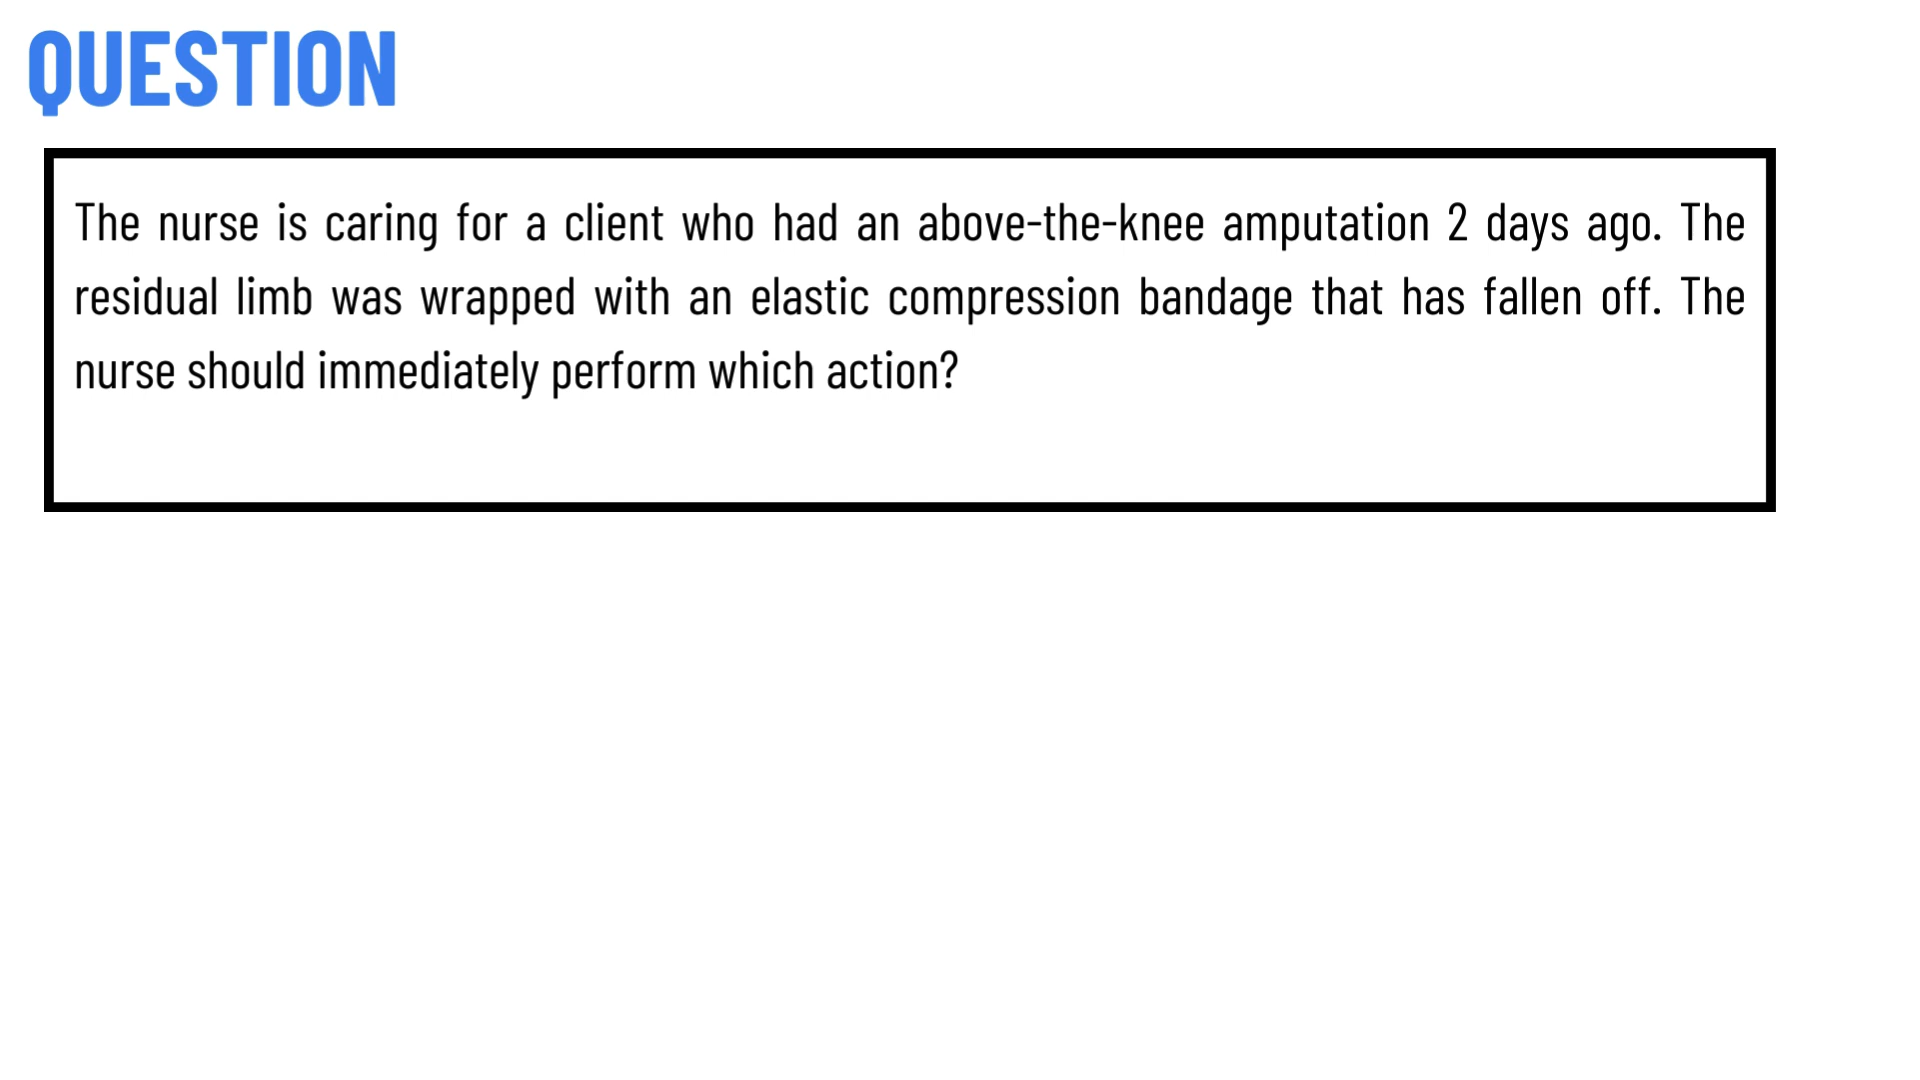 QUESTION
The nurse is caring for a client who had an above-the-knee amputation 2 days ago. The
residual limb was wrapped with an elastic compression bandage that has fallen off. The
nurse should immediately perform which action?